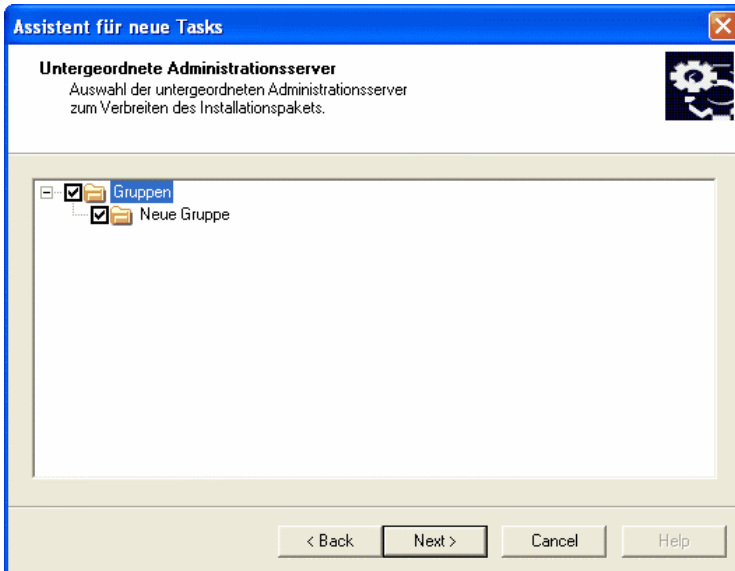 Assistent für neue Tasks
Untergeordnete Administrationsserver
Auswahl der untergeordneten Administrationsserver
zum Verbreiten des Installationspakets.
Gruppen
Neue Gruppe
< Back Next > Cancel Help